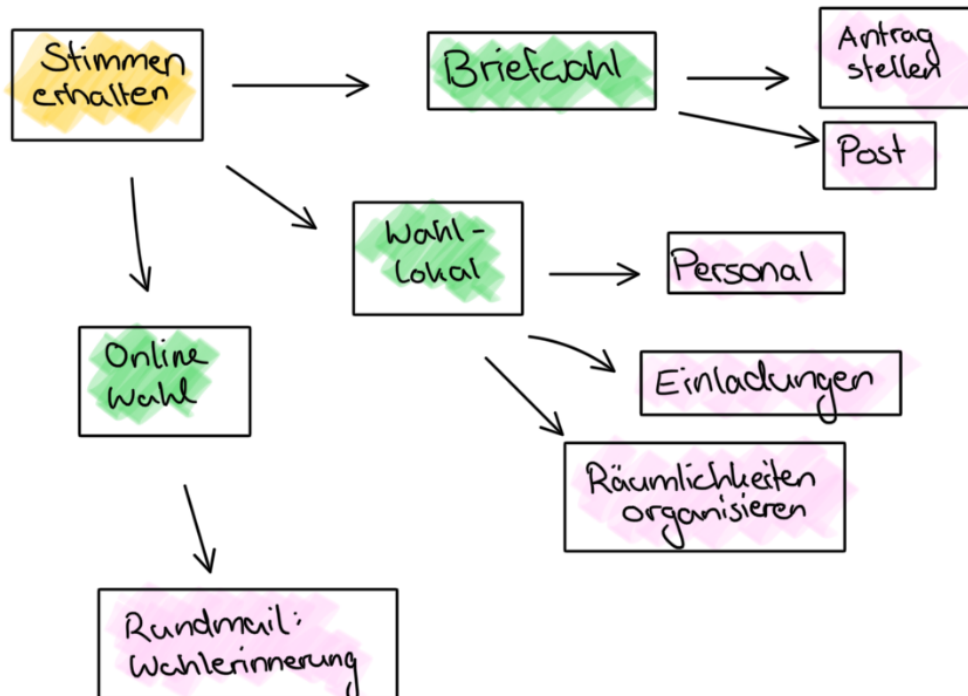 Stimmen
erhalten
Briefwahl
Antrag
stellen
Post
Wahl-
Lokal
Personal
Einladungen
Räumlichkeiten
organisieren
Online
Wahl
Rundmail:
Wahlerinnerung